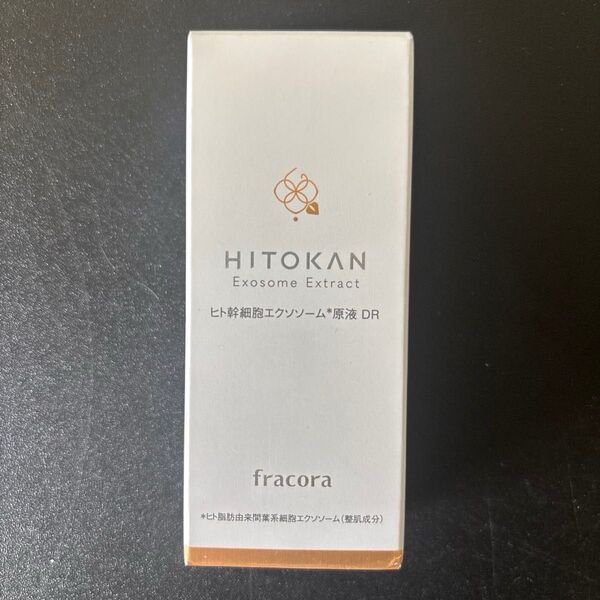 HITOKAN
Exosome Extract
ヒト幹細胞エクソソーム*原液 DR
fracora
*ヒト脂肪由来間葉系細胞エクソソーム(整肌成分)